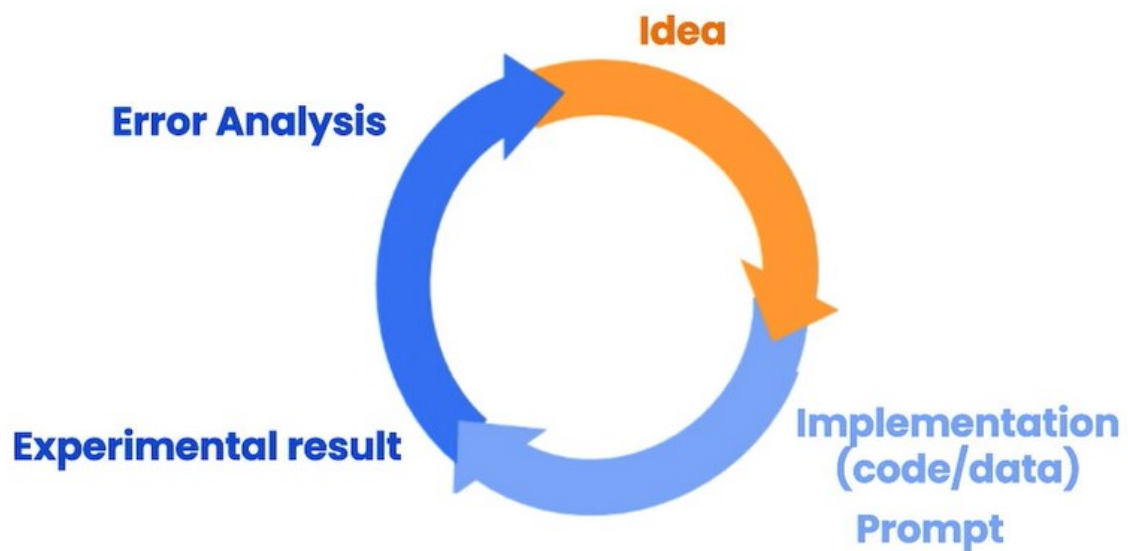 Idea
Error Analysis
Implementation
(code/data)
Prompt
Experimental result